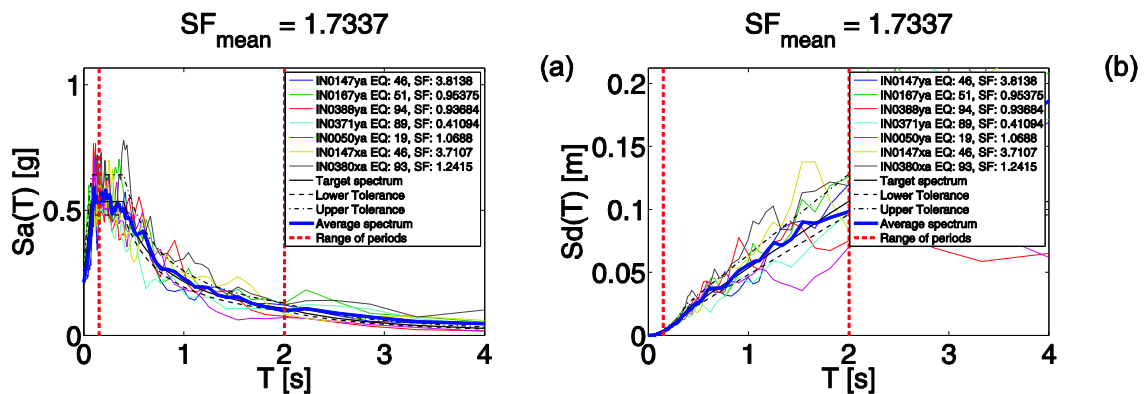 SFmean = 1.7337
1
0.5
0
Sa(T) [g]
0 1 2 3 4
T [s]
IN0147ya EQ: 46, SF: 3.8138
IN0167ya EQ: 51, SF: 0.95375
IN0388ya EQ: 94, SF: 0.93684
IN0371ya EQ: 89, SF: 0.41094
IN0050ya EQ: 19, SF: 1.0688
IN0147xa EQ: 46, SF: 3.7107
IN0380xa EQ: 93, SF: 1.2415
Target spectrum
Lower Tolerance
Upper Tolerance
Average spectrum
Range of periods
(a)
SFmean = 1.7337
0.2
0.15
0.1
0.05
0
Sd(T) [m]
0 1 2 3 4
T [s]
IN0147ya EQ: 46, SF: 3.8138
IN0167ya EQ: 51, SF: 0.95375
IN0388ya EQ: 94, SF: 0.93684
IN0371ya EQ: 89, SF: 0.41094
IN0050ya EQ: 19, SF: 1.0688
IN0147xa EQ: 46, SF: 3.7107
IN0380xa EQ: 93, SF: 1.2415
Target spectrum
Lower Tolerance
Upper Tolerance
Average spectrum
Range of periods
(b)